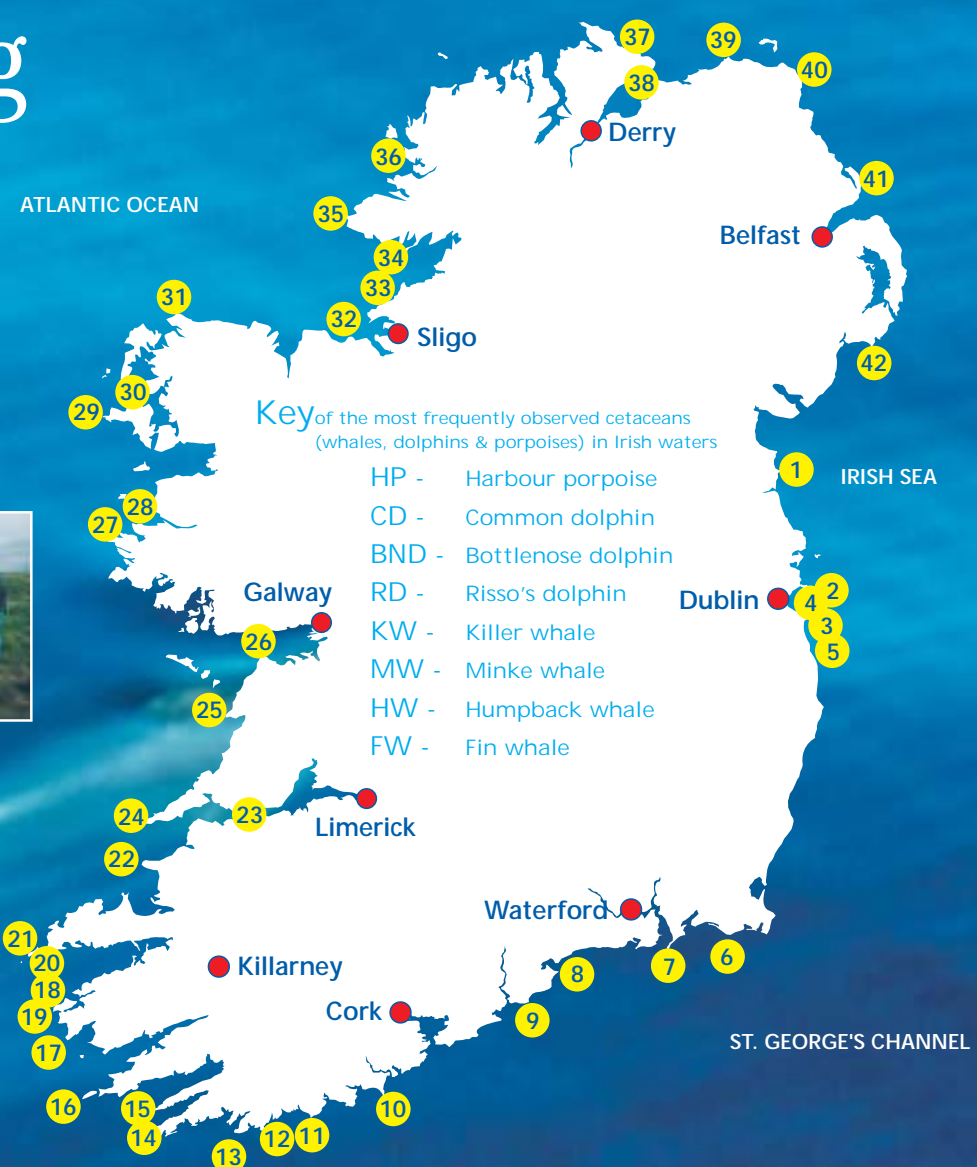 g
37
39
40
38
Derry
36
ATLANTIC OCEAN
41
35
Belfast
34
33
31
32
Sligo
42
30
29
Key of the most frequently observed cetaceans
(whales, dolphins & porpoises) in Irish waters
HP - Harbour porpoise
CD - Common dolphin
BND - Bottlenose dolphin
RD - Risso's dolphin
KW - Killer whale
MW - Minke whale
HW - Humpback whale
FW - Fin whale
1
IRISH SEA
28
27
Galway
Dublin
2
4
3
5
26
25
24
23
Limerick
22
Waterford
21
20
Killarney
6
7
8
18
19
Cork
9
17
ST. GEORGE'S CHANNEL
16
15
10
14
12
11
13